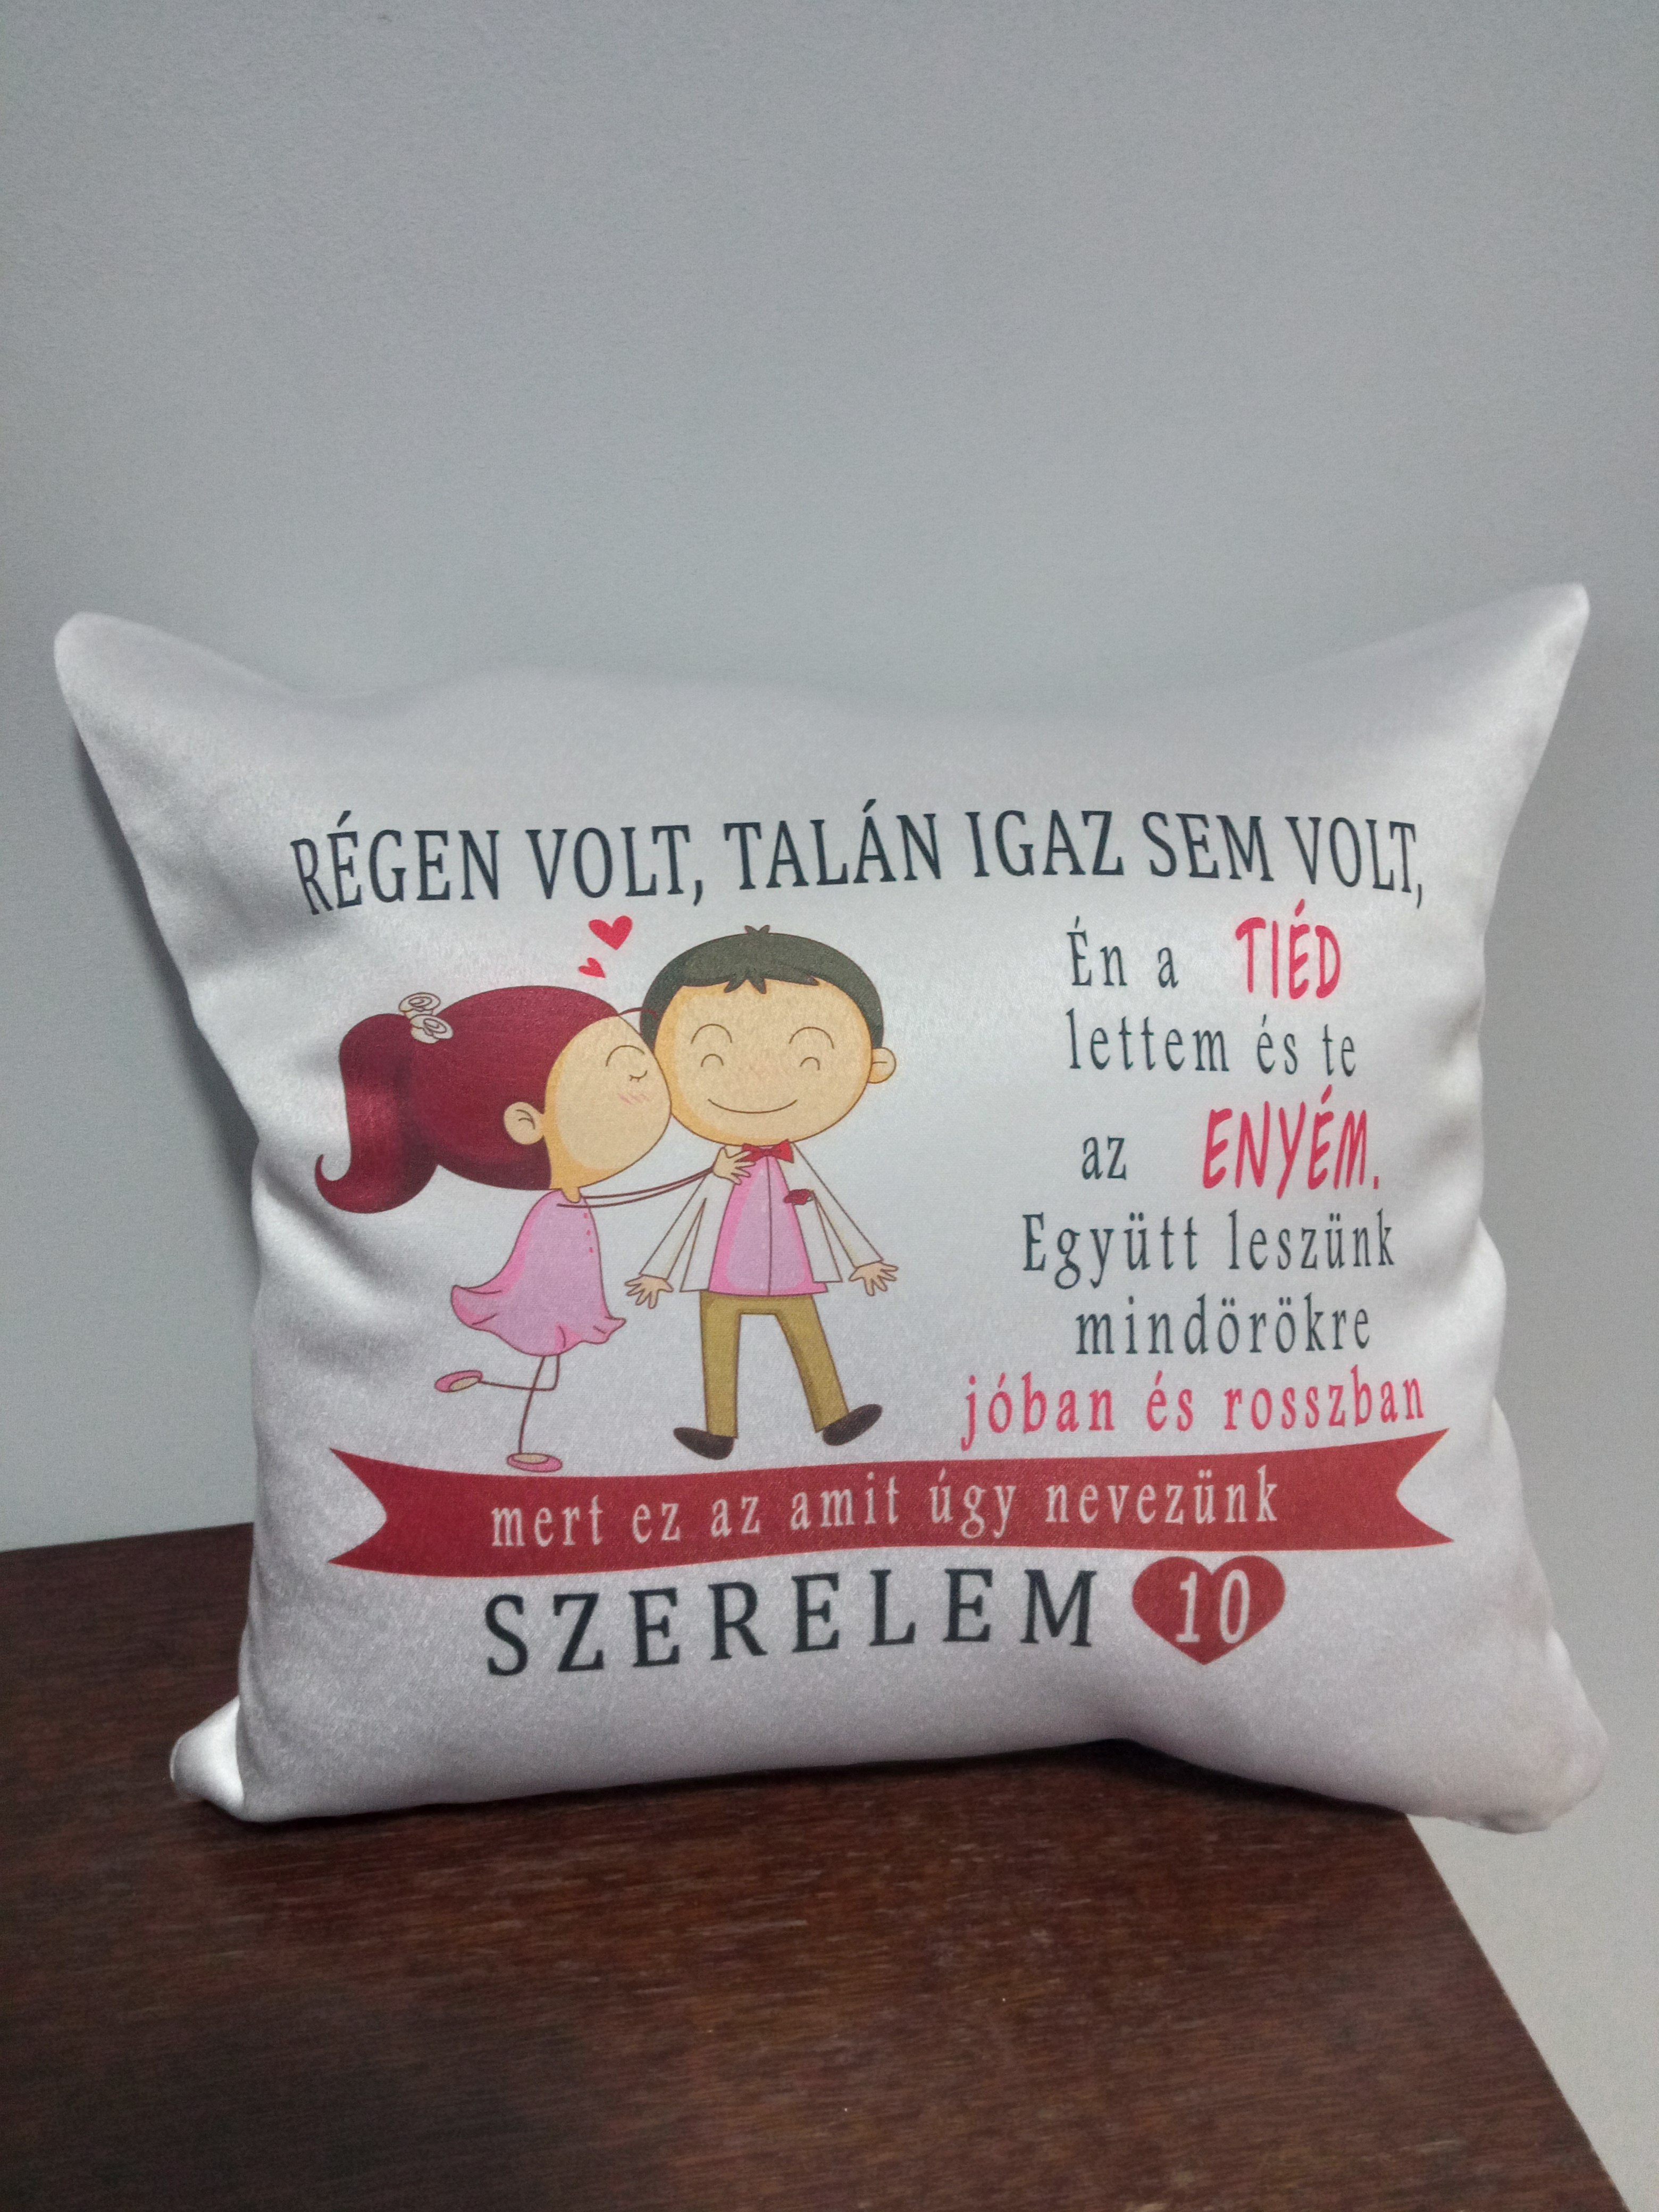 RÉGEN VOLT, TALÁN IGAZ SEM VOLT,
Én a TIÉD
lettem és te
az ENYÉM.
Együtt leszünk
mindörökre
jóban és rosszban
mert ez az amit úgy nevezünk
SZERELEM 10